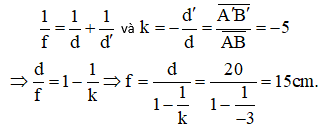 1/f = 1/d + 1/d′ và k = −d′/d = A′B′/AB = −5
⇒ d/f = 1 − 1/k ⇒ f = d/(1 − 1/k) = 20/(1 − 1/−3) = 15cm.